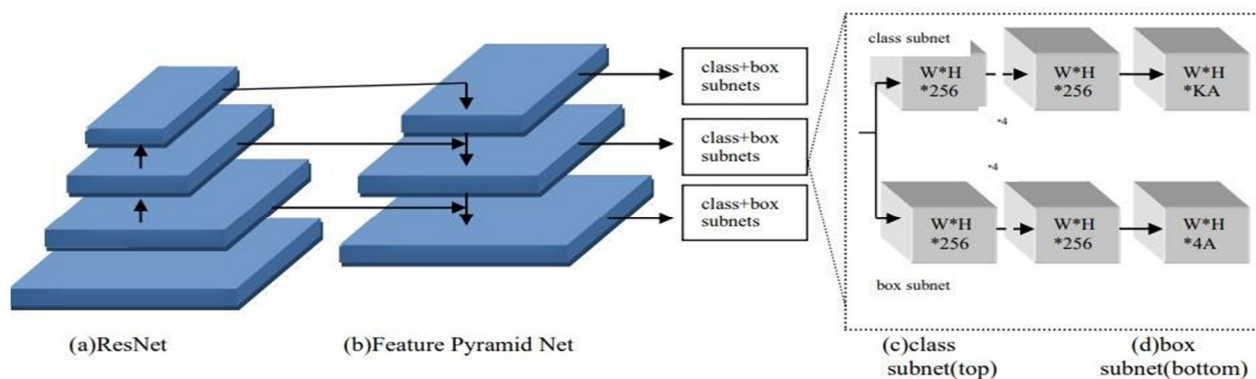 class+box
subnets
class+box
subnets
class+box
subnets
class subnet
W*H
*256
W*H
*256
W*H
*KA
*4
*4
W*H
*256
W*H
*256
W*H
*4A
box subnet
(a)ResNet
(b)Feature Pyramid Net
(c)class
subnet(top)
(d)box
subnet(bottom)